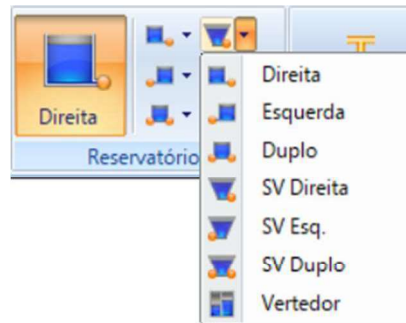 Direita
Reservatório
Direita
Esquerda
Duplo
SV Direita
SV Esq.
SV Duplo
Vertedor